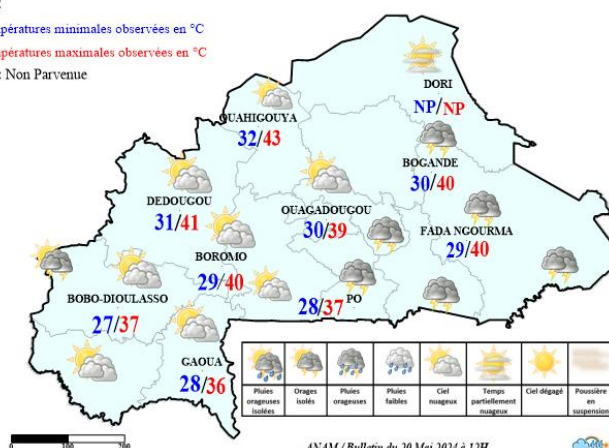 pératures minimales observées en °C
pératures maximales observées en °C
: Non Parvenue
DORI
NP/NP
OUAHIGOUYA
32/43
BOGANDE
30/40
DEDOUGOU
31/41
OUAGADOUGOU
30/39
FADA NGOURMA
29/40
BOROMO
29/40
BOBO-DIOULASSO
27/37
28/37 PO
GAOUA
28/36
Pluies orageuses isolées
Orages isolés
Pluies orageuses
Pluies faibles
Ciel nuageux
Temps partiellement nuageux
Ciel dégagé
Poussière en suspension
100
200
ANAM / Bulletin du 20 Mai 2024 à 12H